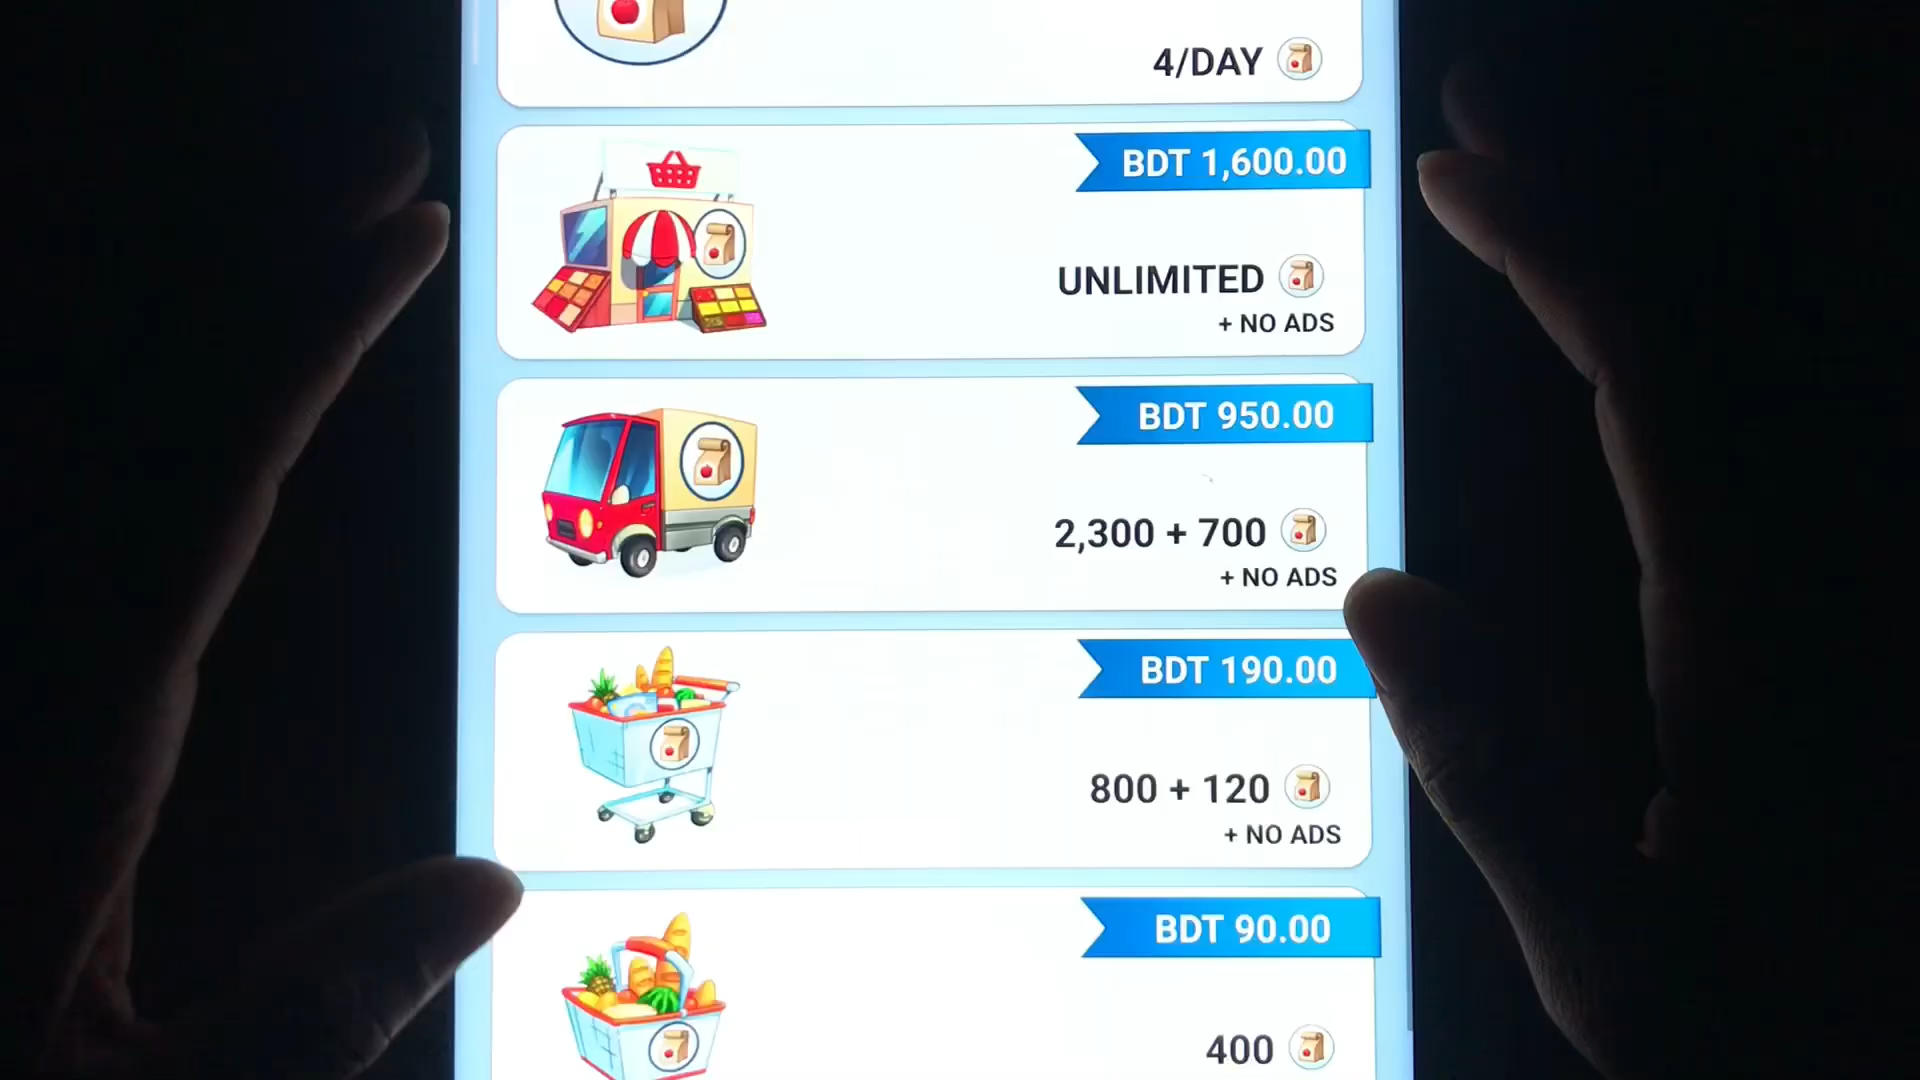 4/DAY
BDT 1,600.00
UNLIMITED
+ NO ADS
BDT 950.00
2,300 + 700
+ NO ADS
BDT 190.00
800 + 120
+ NO ADS
BDT 90.00
400